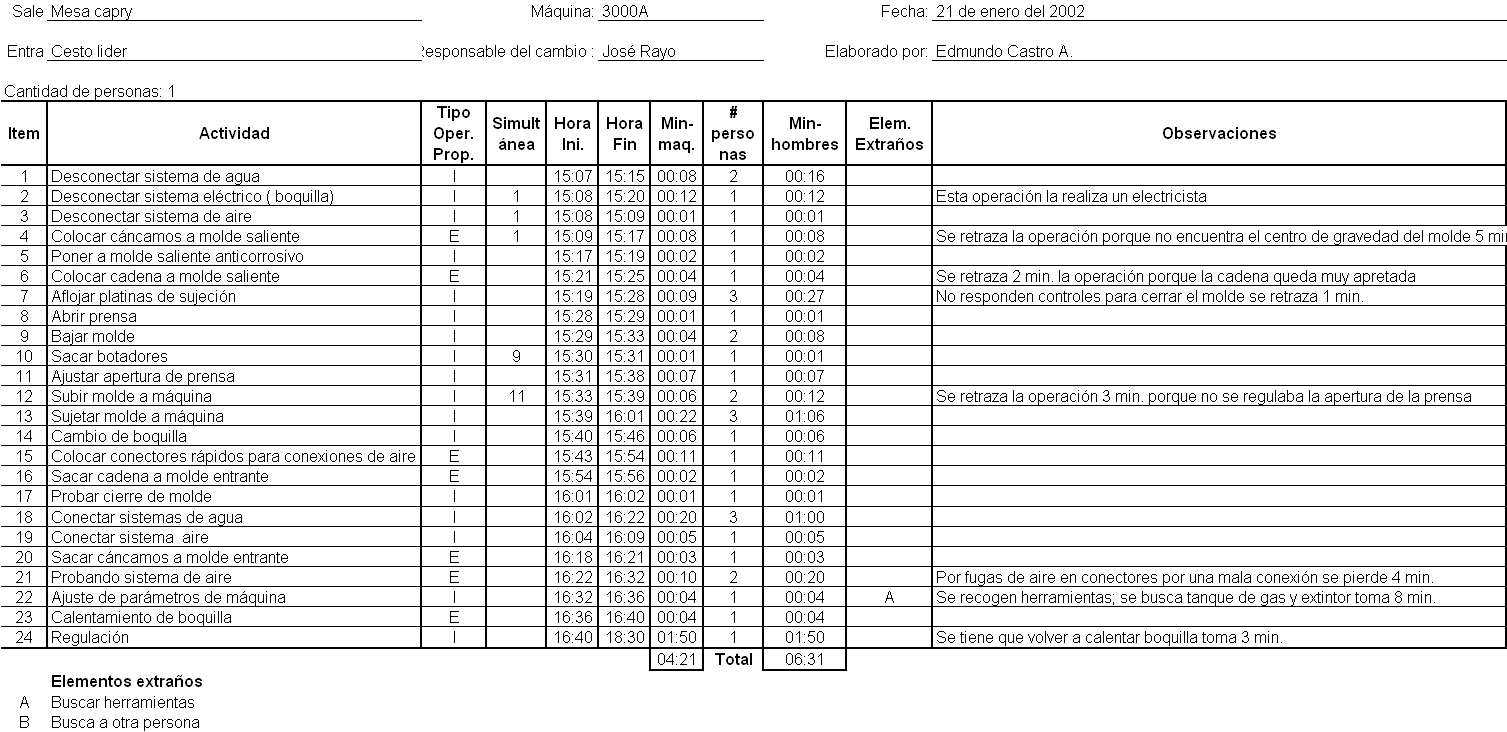 Sale Mesa capry Máquina: 3000A Fecha: 21 de enero del 2002
Entra Cesto lider Responsable del cambio : José Rayo Elaborado por: Edmundo Castro A.
Cantidad de personas: 1
Item Actividad Tipo Oper. Prop. Simult ánea Hora Ini. Hora Fin Min-maq. # perso nas Min-hombres Elem. Extraños Observaciones
1 Desconectar sistema de agua I 15:07 15:15 00:08 2 00:16
2 Desconectar sistema eléctrico ( boquilla) I 1 15:08 15:20 00:12 1 00:12 Esta operación la realiza un electricista
3 Desconectar sistema de aire I 1 15:08 15:09 00:01 1 00:01
4 Colocar cáncamos a molde saliente E 1 15:09 15:17 00:08 1 00:08 Se retraza la operación porque no encuentra el centro de gravedad del molde 5 min
5 Poner a molde saliente anticorrosivo I 15:17 15:19 00:02 1 00:02
6 Colocar cadena a molde saliente E 15:21 15:25 00:04 1 00:04 Se retraza 2 min. la operación porque la cadena queda muy apretada
7 Aflojar platinas de sujeción I 15:19 15:28 00:09 3 00:27 No responden controles para cerrar el molde se retraza 1 min.
8 Abrir prensa I 15:28 15:29 00:01 1 00:01
9 Bajar molde I 15:29 15:33 00:04 2 00:08
10 Sacar botadores I 9 15:30 15:31 00:01 1 00:01
11 Ajustar apertura de prensa I 15:31 15:38 00:07 1 00:07
12 Subir molde a máquina I 11 15:33 15:39 00:06 2 00:12 Se retraza la operación 3 min. porque no se regulaba la apertura de la prensa
13 Sujetar molde a máquina I 15:39 16:01 00:22 3 01:06
14 Cambio de boquilla I 15:40 15:46 00:06 1 00:06
15 Colocar conectores rápidos para conexiones de aire E 15:43 15:54 00:11 1 00:11
16 Sacar cadena a molde entrante E 15:54 15:56 00:02 1 00:02
17 Probar cierre de molde I 16:01 16:02 00:01 1 00:01
18 Conectar sistemas de agua I 16:02 16:22 00:20 3 01:00
19 Conectar sistema aire I 16:04 16:09 00:05 1 00:05
20 Sacar cáncamos a molde entrante E 16:18 16:21 00:03 1 00:03
21 Probando sistema de aire E 16:22 16:32 00:10 2 00:20 Por fugas de aire en conectores por una mala conexión se pierde 4 min.
22 Ajuste de parámetros de máquina I 16:32 16:36 00:04 1 00:04 A Se recogen herramientas; se busca tanque de gas y extintor toma 8 min.
23 Calentamiento de boquilla E 16:36 16:40 00:04 1 00:04
24 Regulación I 16:40 18:30 01:50 1 01:50 Se tiene que volver a calentar boquilla toma 3 min.
04:21 Total 06:31
Elementos extraños
A Buscar herramientas
B Busca a otra persona